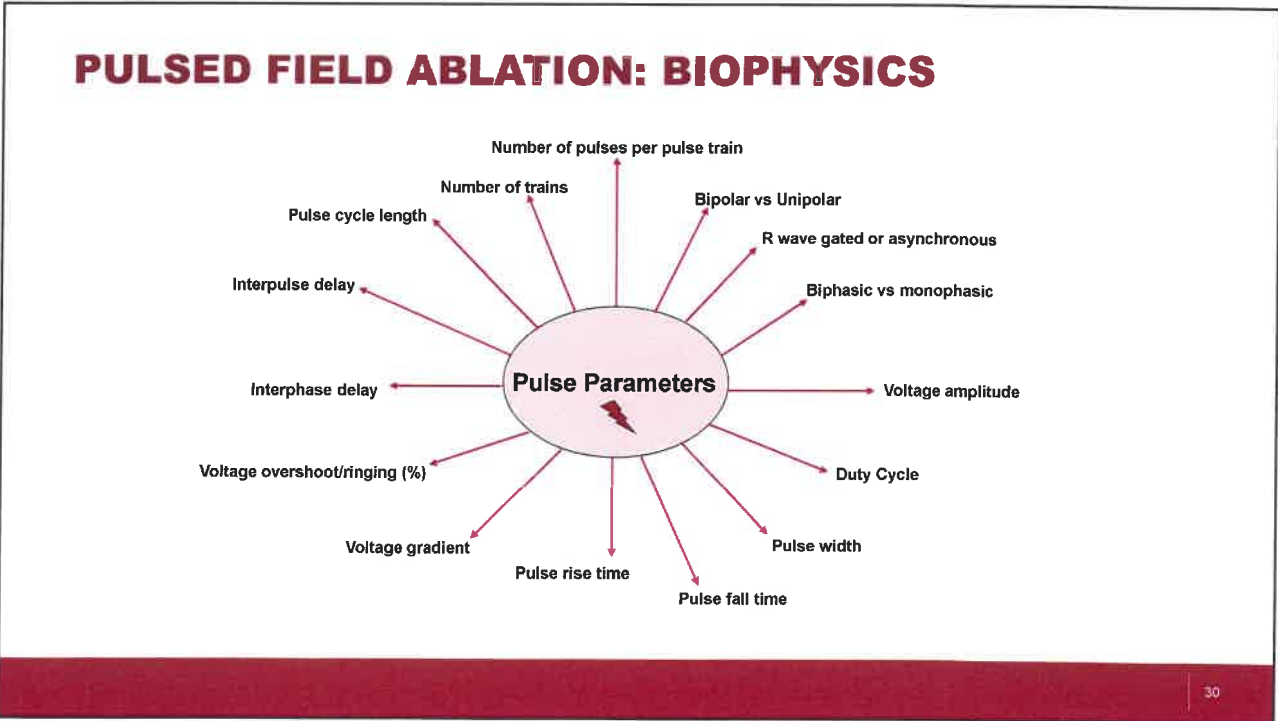 PULSED FIELD ABLATION: BIOPHYSICS
Number of pulses per pulse train
Number of trains
Bipolar vs Unipolar
Pulse cycle length
R wave gated or asynchronous
Interpulse delay
Biphasic vs monophasic
Pulse Parameters
Interphase delay
Voltage amplitude
Voltage overshoot/ringing (%)
Duty Cycle
Voltage gradient
Pulse width
Pulse rise time
Pulse fall time
30